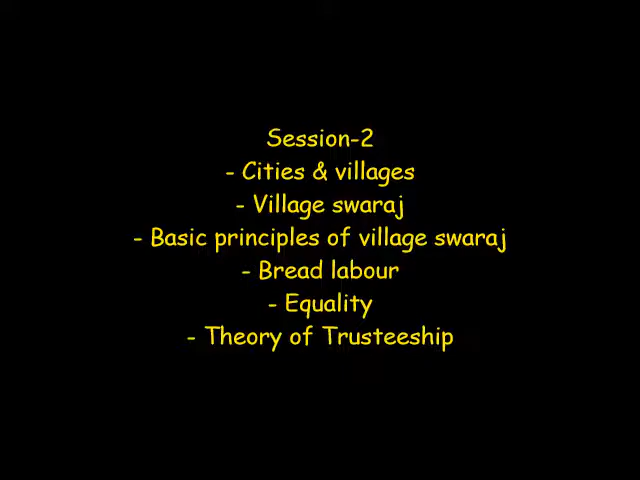 Session-2
- Cities & villages
- Village swaraj
- Basic principles of village swaraj
- Bread labour
- Equality
- Theory of Trusteeship